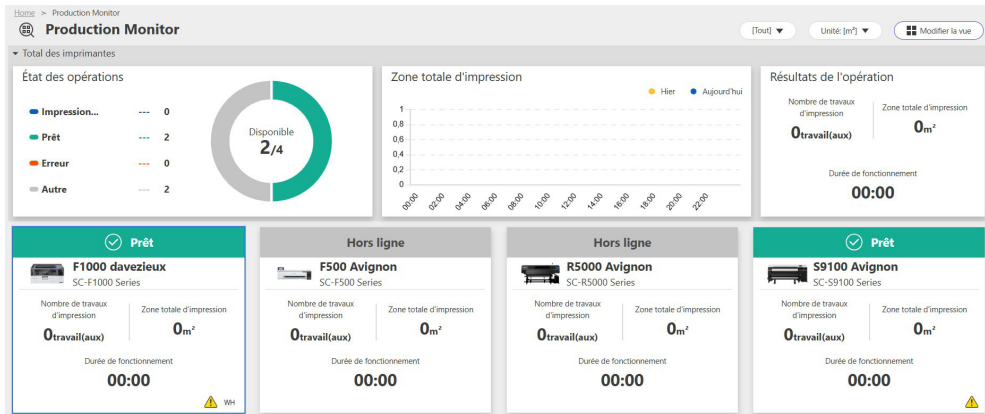 Home > Production Monitor
Production Monitor
[Tout] ▼
Unité: [m²] ▼
Modifier la vue
Total des imprimantes
État des opérations
Impression... --- 0
Prêt --- 2
Erreur --- 0
Autre --- 2
Disponible
2/4
Zone totale d'impression
Hier Aujourd'hui
1
0,8
0,6
0,4
0,2
0
00:00 02:00 04:00 06:00 08:00 10:00 12:00 14:00 16:00 18:00 20:00 22:00
Résultats de l'opération
Nombre de travaux
d'impression
0travail(aux)
Zone totale d'impression
0m²
Durée de fonctionnement
00:00
Prêt
F1000 davezieux
SC-F1000 Series
Nombre de travaux
d'impression
0travail(aux)
Zone totale d'impression
0m²
Durée de fonctionnement
00:00
WH
Hors ligne
F500 Avignon
SC-F500 Series
Nombre de travaux
d'impression
0travail(aux)
Zone totale d'impression
0m²
Durée de fonctionnement
00:00
Hors ligne
R5000 Avignon
SC-R5000 Series
Nombre de travaux
d'impression
0travail(aux)
Zone totale d'impression
0m²
Durée de fonctionnement
00:00
Prêt
S9100 Avignon
SC-S9100 Series
Nombre de travaux
d'impression
0travail(aux)
Zone totale d'impression
0m²
Durée de fonctionnement
00:00